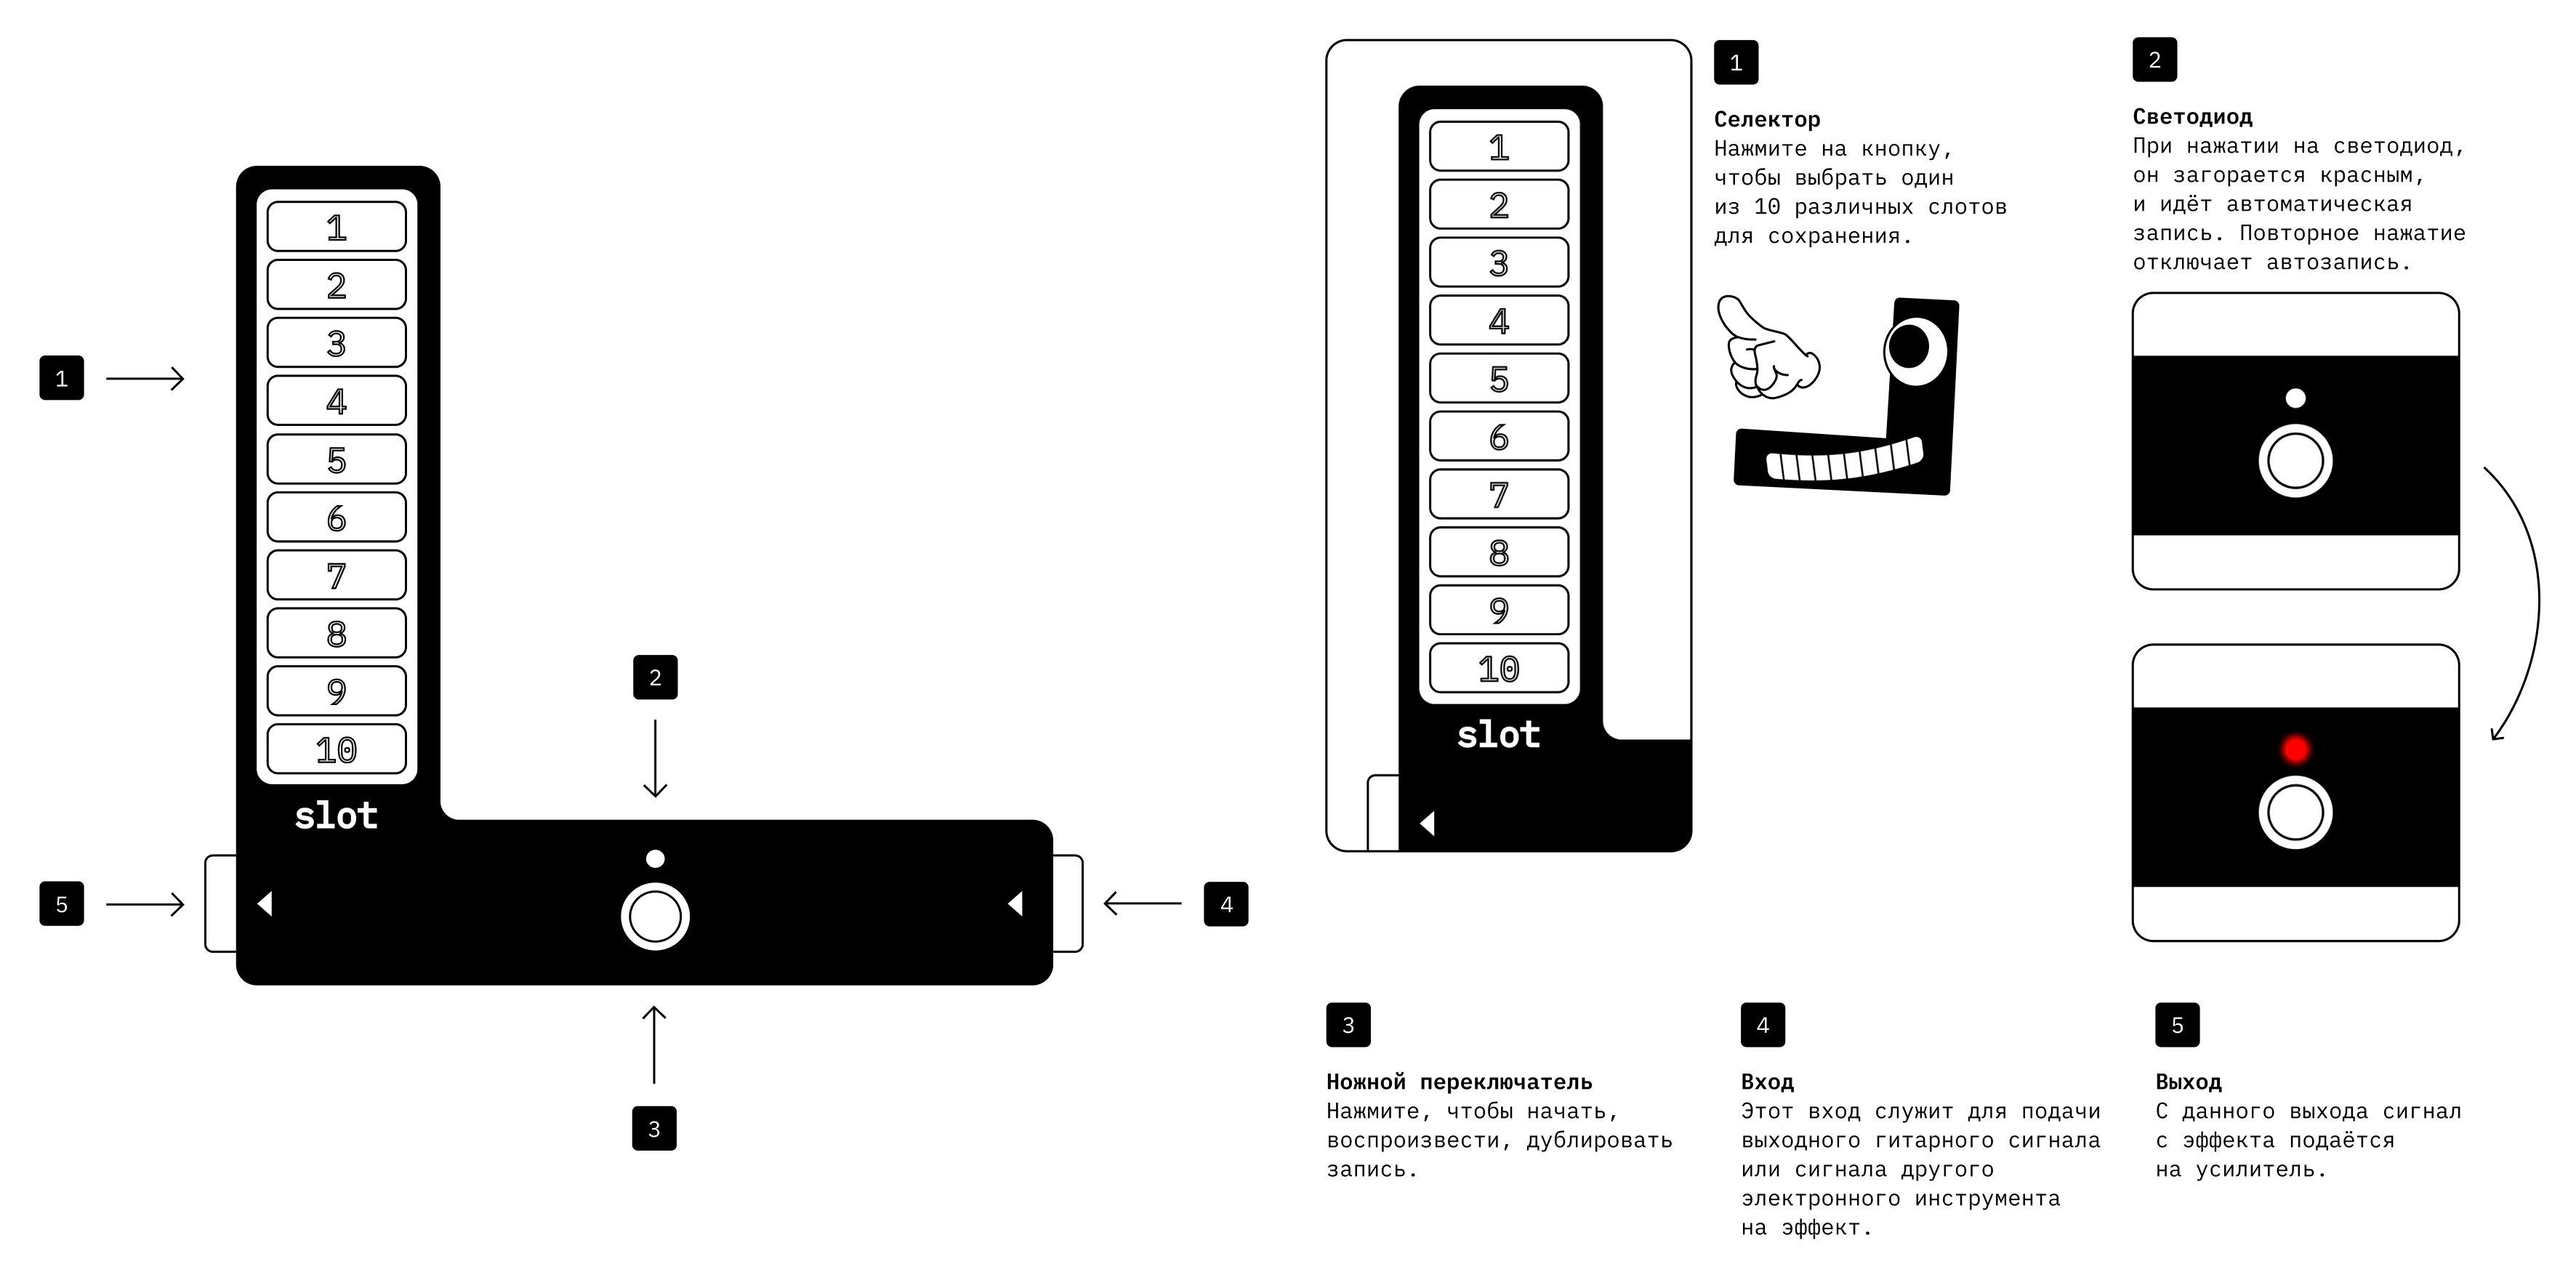 1
2
3
4
5
6
7
8
9
10
slot
1
2
3
4
5
1
2
3
4
5
6
7
8
9
10
slot
1
Селектор
Нажмите на кнопку,
чтобы выбрать один
из 10 различных слотов
для сохранения.
2
Светодиод
При нажатии на светодиод,
он загорается красным,
и идёт автоматическая
запись. Повторное нажатие
отключает автозапись.
3
Ножной переключатель
Нажмите, чтобы начать,
воспроизвести, дублировать
запись.
4
Вход
Этот вход служит для подачи
выходного гитарного сигнала
или сигнала другого
электронного инструмента
на эффект.
5
Выход
С данного выхода сигнал
с эффекта подаётся
на усилитель.